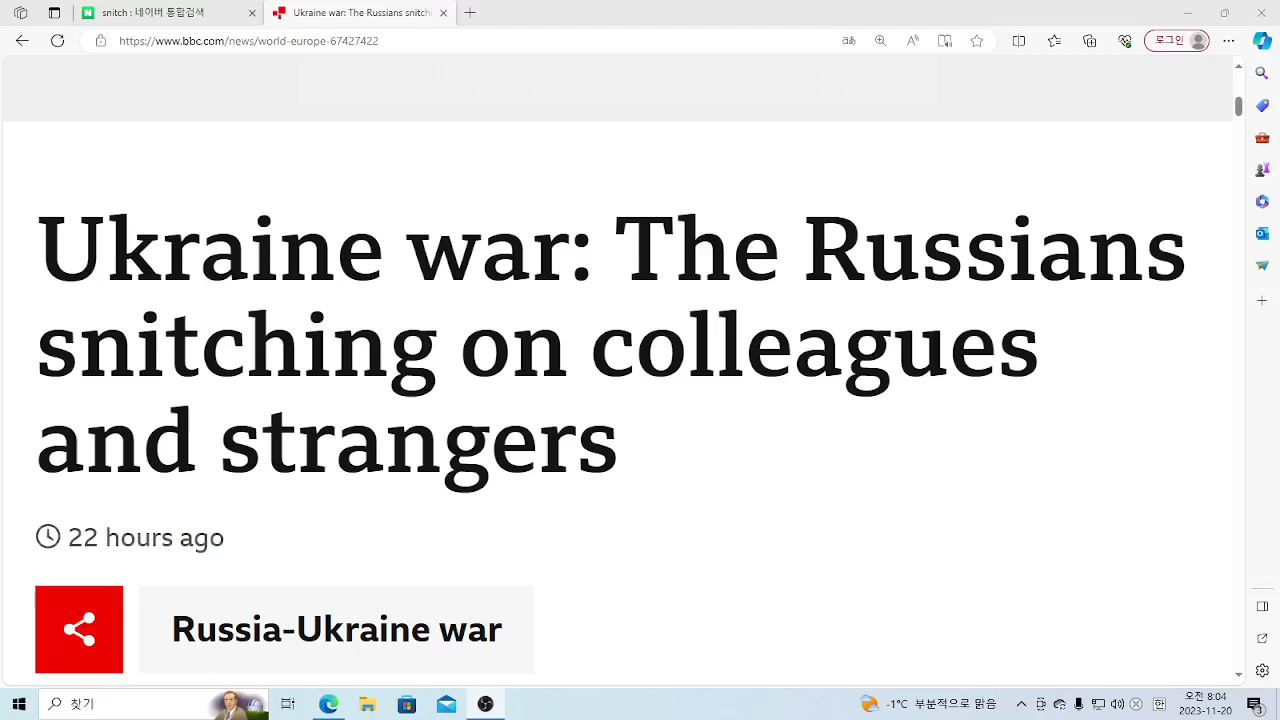 snitch : 네이버 통합검색
Ukraine war: The Russians snitchi
https://www.bbc.com/news/world-europe-67427422
로그인
Ukraine war: The Russians
snitching on colleagues
and strangers
22 hours ago
Russia-Ukraine war
찾기
-1°C 부분적으로 맑음
오전 8:04
2023-11-20